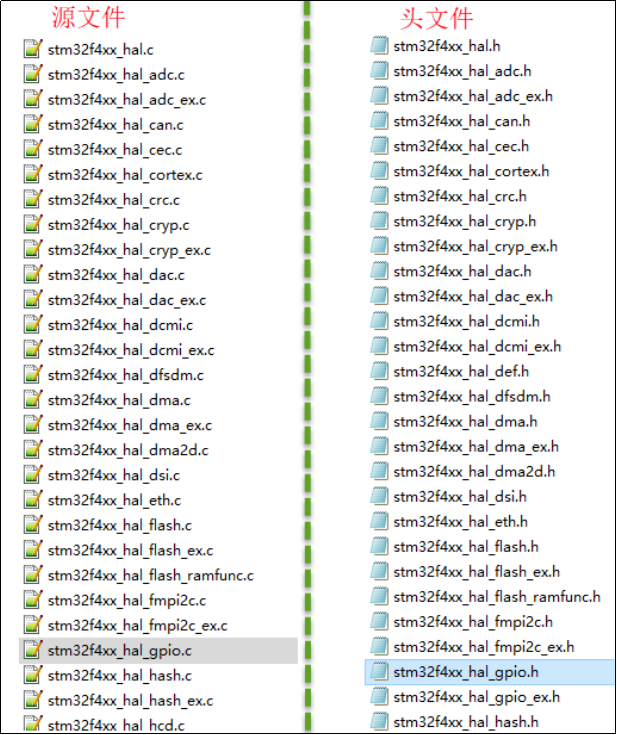 源文件
stm32f4xx_hal.c
stm32f4xx_hal_adc.c
stm32f4xx_hal_adc_ex.c
stm32f4xx_hal_can.c
stm32f4xx_hal_cec.c
stm32f4xx_hal_cortex.c
stm32f4xx_hal_crc.c
stm32f4xx_hal_cryp.c
stm32f4xx_hal_cryp_ex.c
stm32f4xx_hal_dac.c
stm32f4xx_hal_dac_ex.c
stm32f4xx_hal_dcmi.c
stm32f4xx_hal_dcmi_ex.c
stm32f4xx_hal_dfsdm.c
stm32f4xx_hal_dma.c
stm32f4xx_hal_dma_ex.c
stm32f4xx_hal_dma2d.c
stm32f4xx_hal_dsi.c
stm32f4xx_hal_eth.c
stm32f4xx_hal_flash.c
stm32f4xx_hal_flash_ex.c
stm32f4xx_hal_flash_ramfunc.c
stm32f4xx_hal_fmpi2c.c
stm32f4xx_hal_fmpi2c_ex.c
stm32f4xx_hal_gpio.c
stm32f4xx_hal_hash.c
stm32f4xx_hal_hash_ex.c
stm32f4xx_hal_hcd.c
头文件
stm32f4xx_hal.h
stm32f4xx_hal_adc.h
stm32f4xx_hal_adc_ex.h
stm32f4xx_hal_can.h
stm32f4xx_hal_cec.h
stm32f4xx_hal_cortex.h
stm32f4xx_hal_crc.h
stm32f4xx_hal_cryp.h
stm32f4xx_hal_cryp_ex.h
stm32f4xx_hal_dac.h
stm32f4xx_hal_dac_ex.h
stm32f4xx_hal_dcmi.h
stm32f4xx_hal_dcmi_ex.h
stm32f4xx_hal_def.h
stm32f4xx_hal_dfsdm.h
stm32f4xx_hal_dma.h
stm32f4xx_hal_dma_ex.h
stm32f4xx_hal_dma2d.h
stm32f4xx_hal_dsi.h
stm32f4xx_hal_eth.h
stm32f4xx_hal_flash.h
stm32f4xx_hal_flash_ex.h
stm32f4xx_hal_flash_ramfunc.h
stm32f4xx_hal_fmpi2c.h
stm32f4xx_hal_fmpi2c_ex.h
stm32f4xx_hal_gpio.h
stm32f4xx_hal_gpio_ex.h
stm32f4xx_hal_hash.h